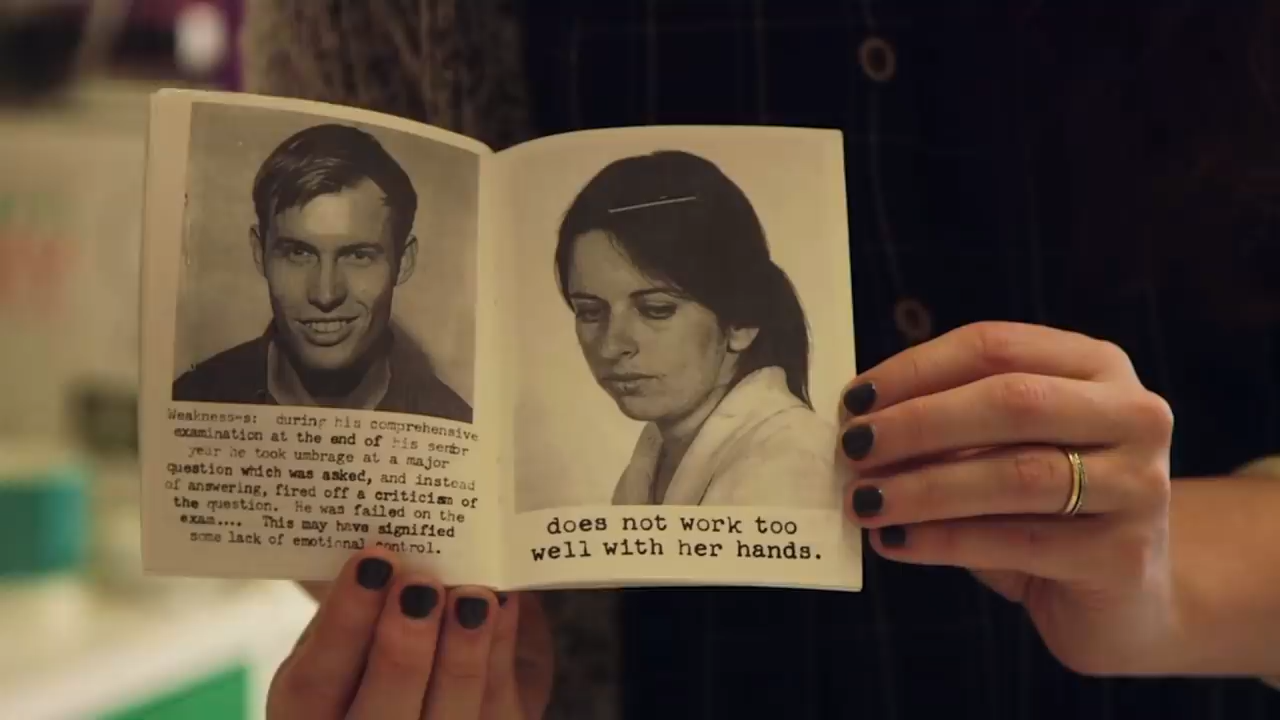 Weaknesses: during his comprehensive
examination at the end of his senior
year he took umbrage at a major
question which was asked, and instead
of answering, fired off a criticism of
the question. He was failed on the
exam.... This may have signified
some lack of emotional control.
does not work too
well with her hands.